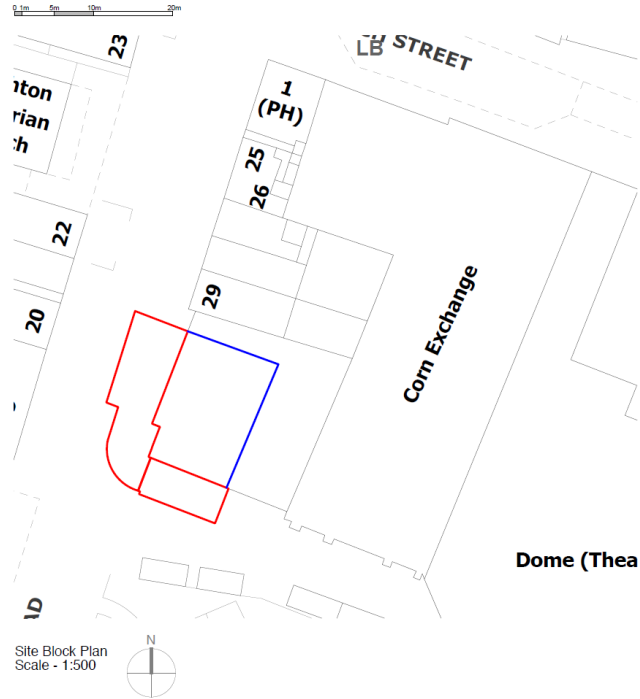 0 1m 5m 10m 20m
23
STREET
LB
nton
rian
ch
1
(PH)
25
26
22
29
20
Corn Exchange
Dome (Thea
AD
N
Site Block Plan
Scale - 1:500